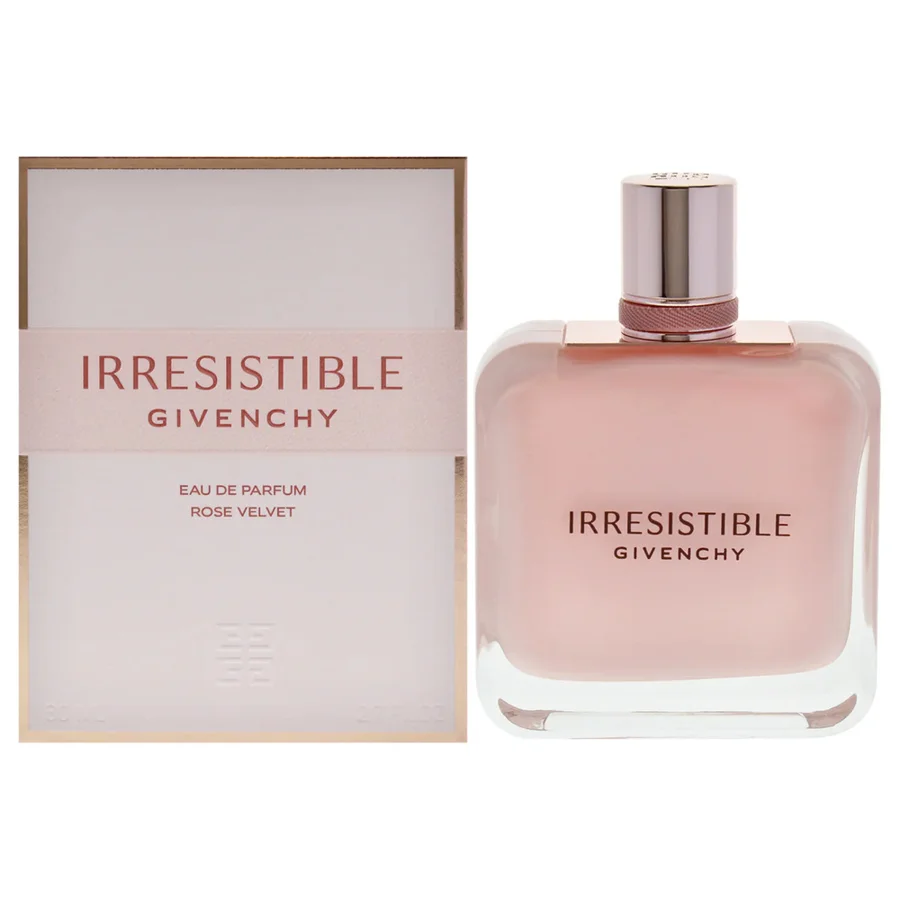 IRRESISTIBLE
GIVENCHY
EAU DE PARFUM
ROSE VELVET
IRRESISTIBLE
GIVENCHY